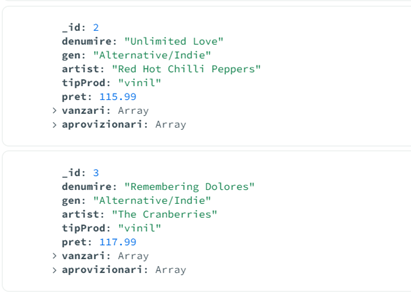 _id: 2
denumire: "Unlimited Love"
gen: "Alternative/Indie"
artist: "Red Hot Chilli Peppers"
tipProd: "vinil"
pret: 115.99
> vanzari: Array
> aprovizionari: Array
_id: 3
denumire: "Remembering Dolores"
gen: "Alternative/Indie"
artist: "The Cranberries"
tipProd: "vinil"
pret: 117.99
> vanzari: Array
> aprovizionari: Array